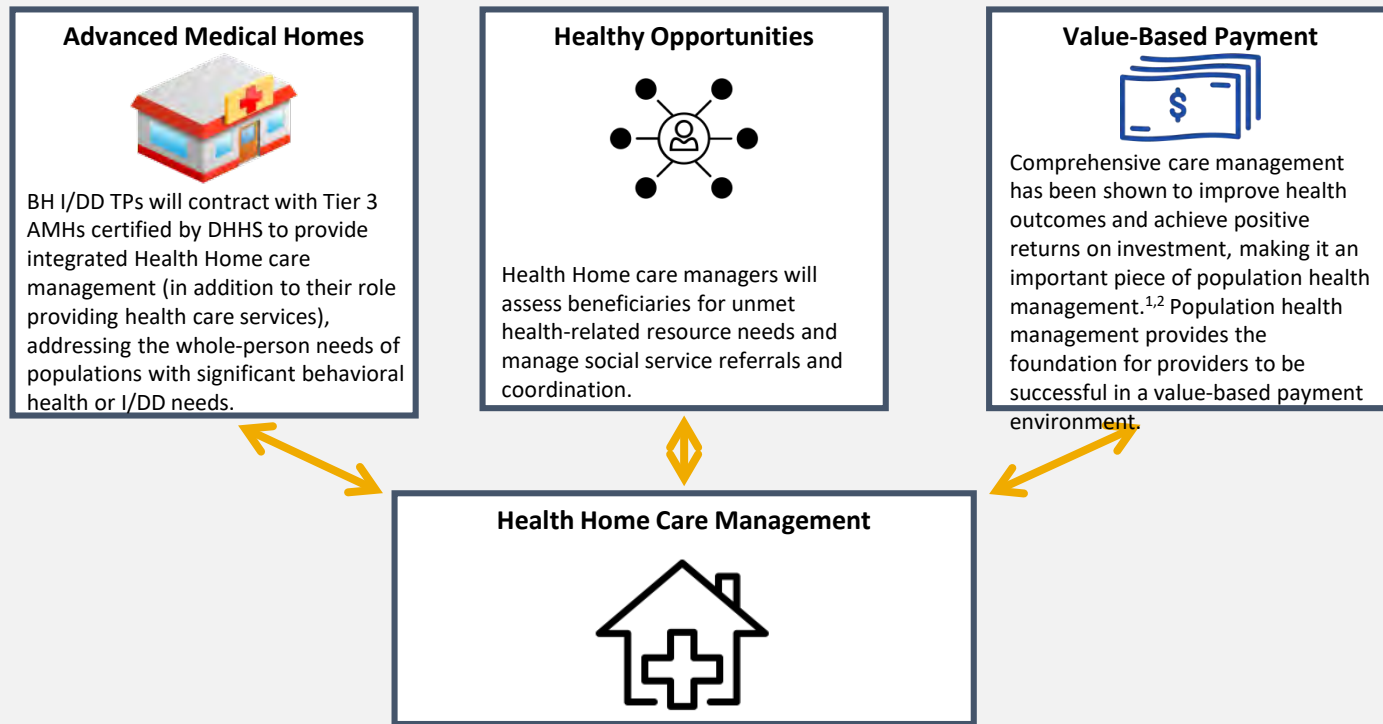 Advanced Medical Homes
BH I/DD TPs will contract with Tier 3
AMHs certified by DHHS to provide
integrated Health Home care
management (in addition to their role
providing health care services),
addressing the whole-person needs of
populations with significant behavioral
health or I/DD needs.
Healthy Opportunities
Health Home care managers will
assess beneficiaries for unmet
health-related resource needs and
manage social service referrals and
coordination.
Value-Based Payment
$
Comprehensive care management
has been shown to improve health
outcomes and achieve positive
returns on investment, making it an
important piece of population health
management.1,2 Population health
management provides the
foundation for providers to be
successful in a value-based payment
environment.
Health Home Care Management